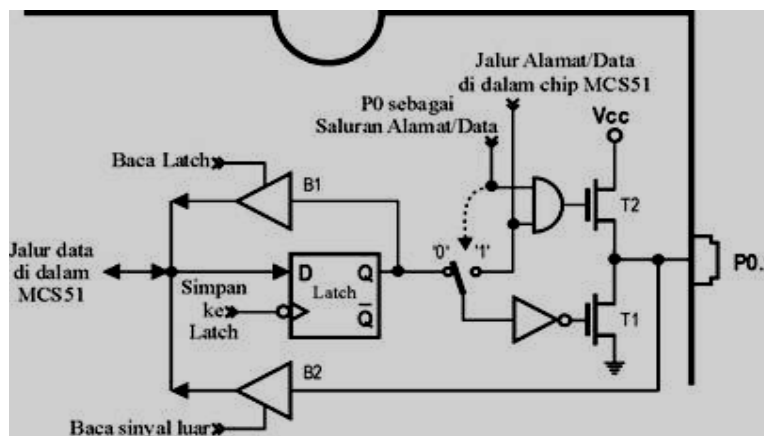 Jalur Alamat/Data
di dalam chip MCS51
P0 sebagai
Saluran Alamat/Data
Vcc
Baca Latch
B1
T2
Jalur data
di dalam
MCS51
'0'
'1'
D
Q
Latch
Q
Simpan
ke
Latch
P0.
T1
B2
Baca sinyal luar